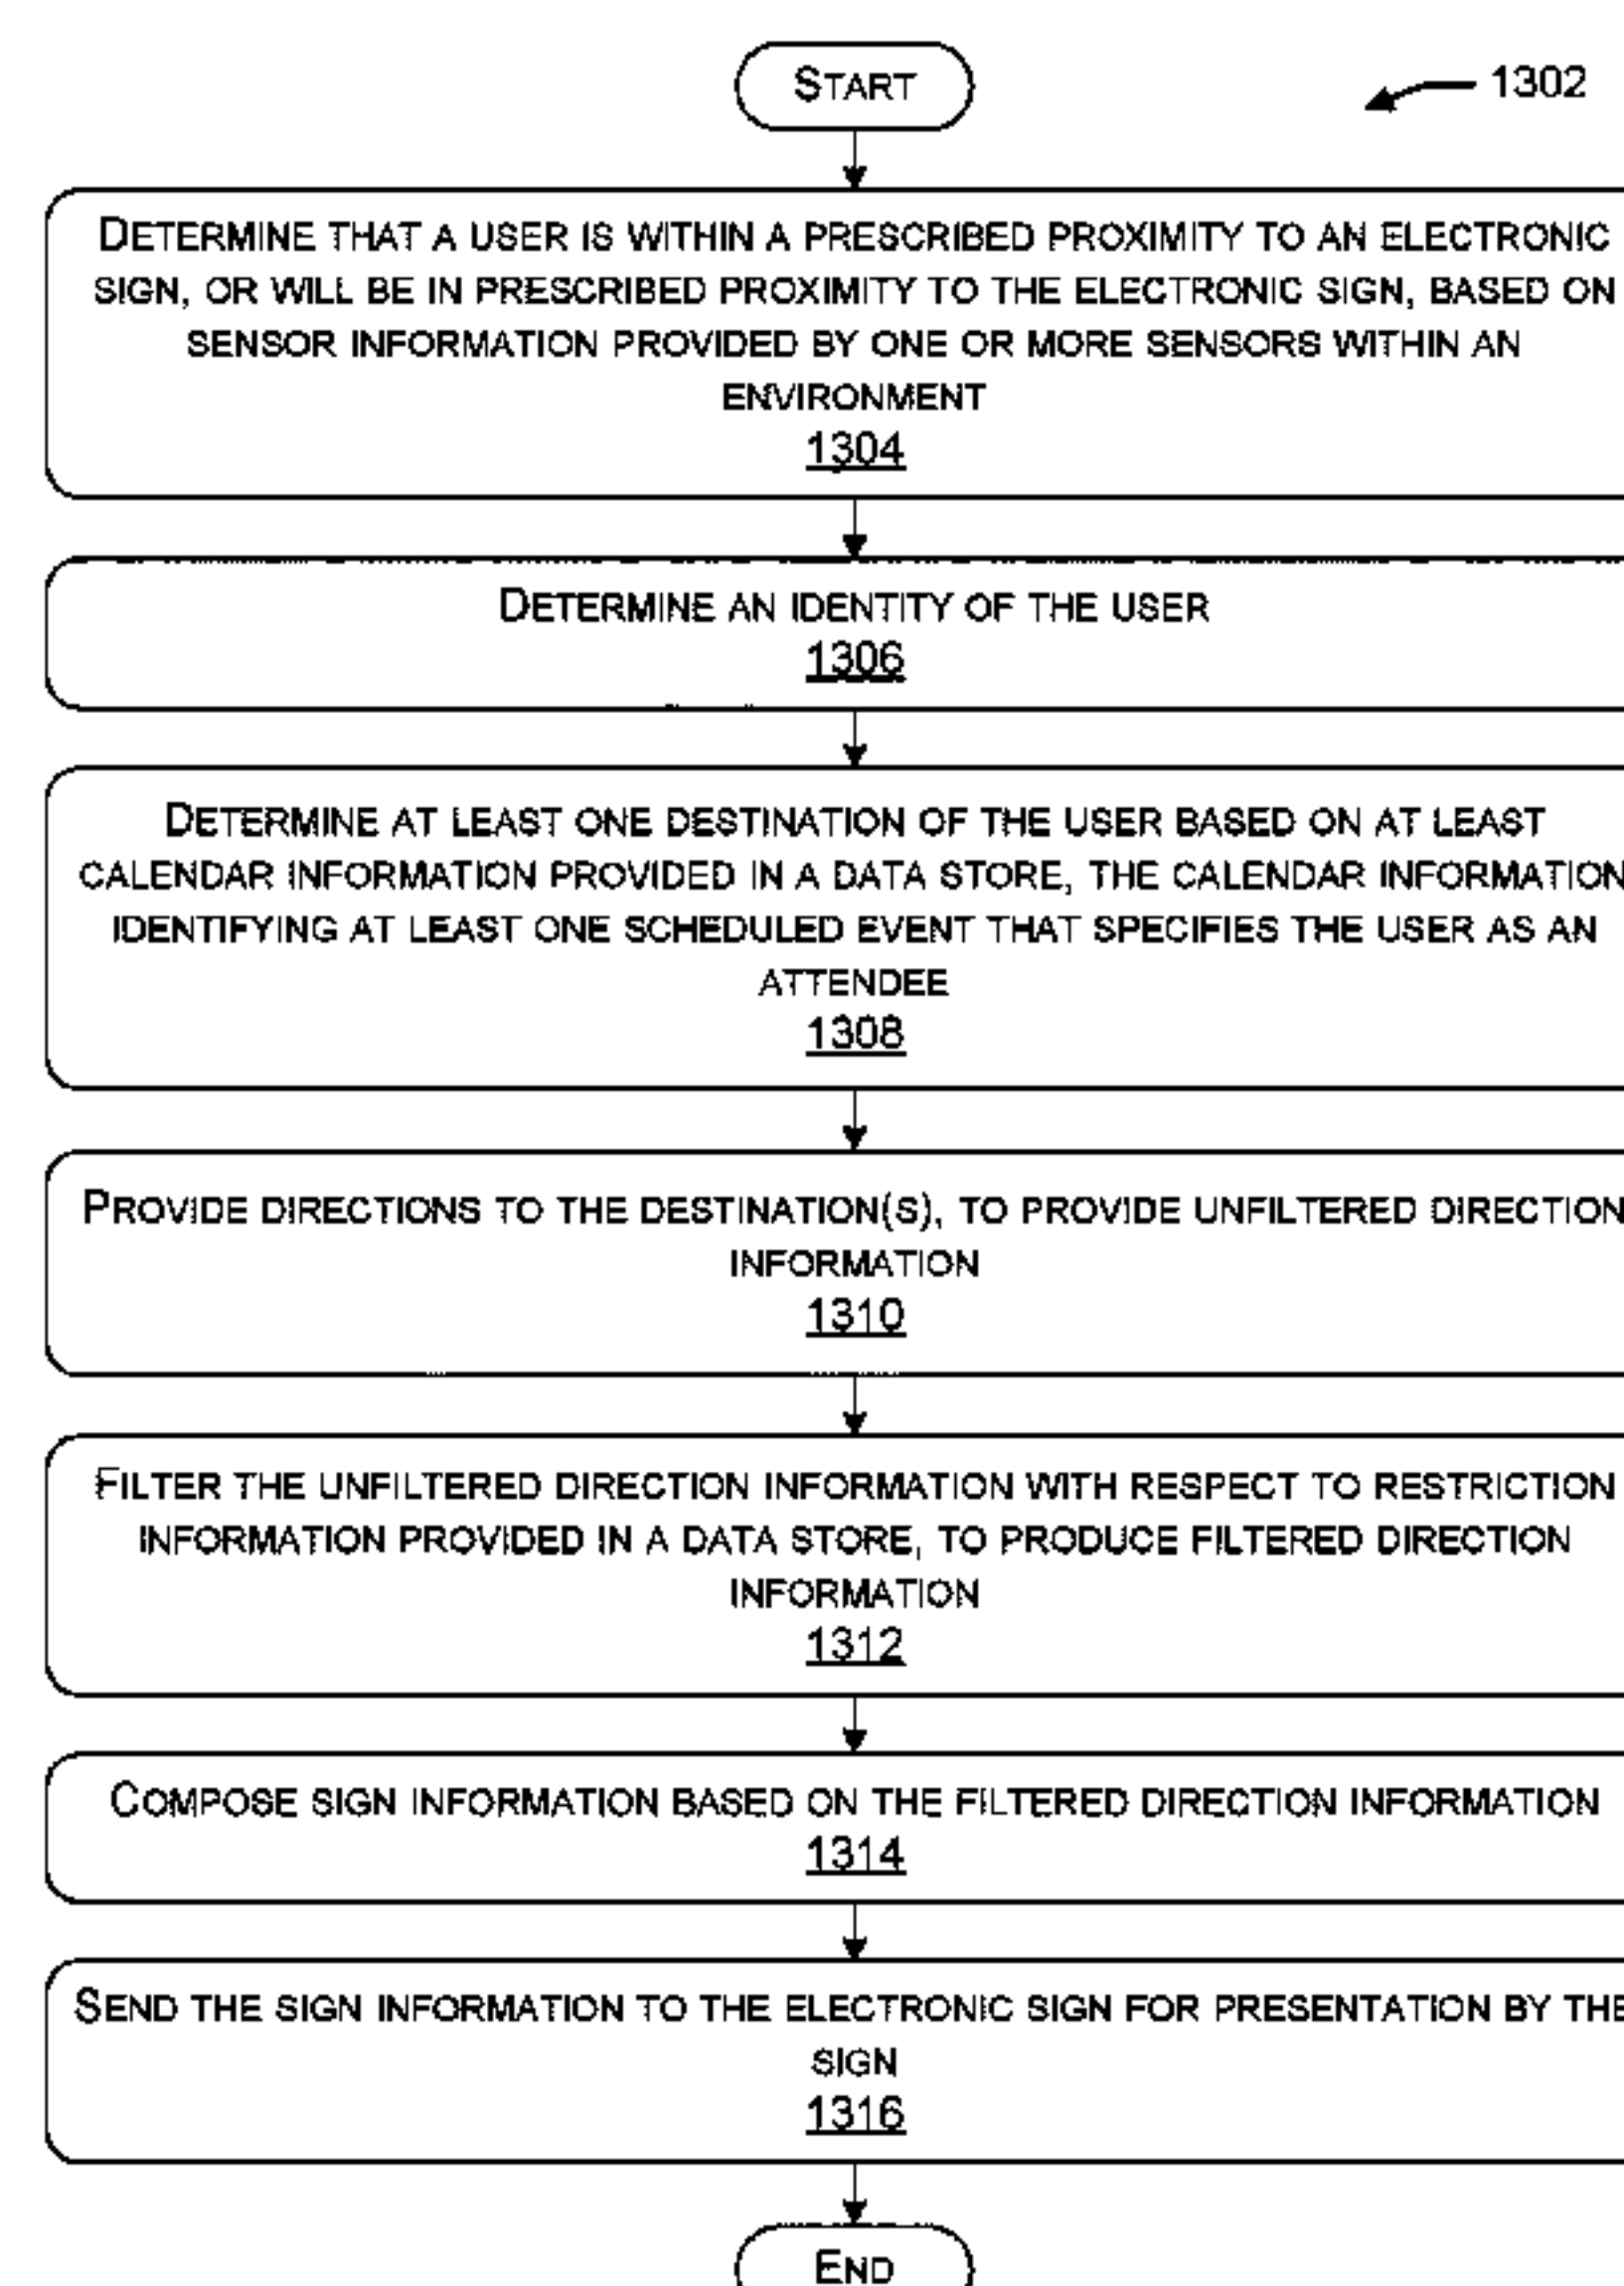 START
1302
DETERMINE THAT A USER IS WITHIN A PRESCRIBED PROXIMITY TO AN ELECTRONIC
SIGN, OR WILL BE IN PRESCRIBED PROXIMITY TO THE ELECTRONIC SIGN, BASED ON
SENSOR INFORMATION PROVIDED BY ONE OR MORE SENSORS WITHIN AN
ENVIRONMENT
1304
DETERMINE AN IDENTITY OF THE USER
1306
DETERMINE AT LEAST ONE DESTINATION OF THE USER BASED ON AT LEAST
CALENDAR INFORMATION PROVIDED IN A DATA STORE, THE CALENDAR INFORMATION
IDENTIFYING AT LEAST ONE SCHEDULED EVENT THAT SPECIFIES THE USER AS AN
ATTENDEE
1308
PROVIDE DIRECTIONS TO THE DESTINATION(S), TO PROVIDE UNFILTERED DIRECTION
INFORMATION
1310
FILTER THE UNFILTERED DIRECTION INFORMATION WITH RESPECT TO RESTRICTION
INFORMATION PROVIDED IN A DATA STORE, TO PRODUCE FILTERED DIRECTION
INFORMATION
1312
COMPOSE SIGN INFORMATION BASED ON THE FILTERED DIRECTION INFORMATION
1314
SEND THE SIGN INFORMATION TO THE ELECTRONIC SIGN FOR PRESENTATION BY THE
SIGN
1316
END